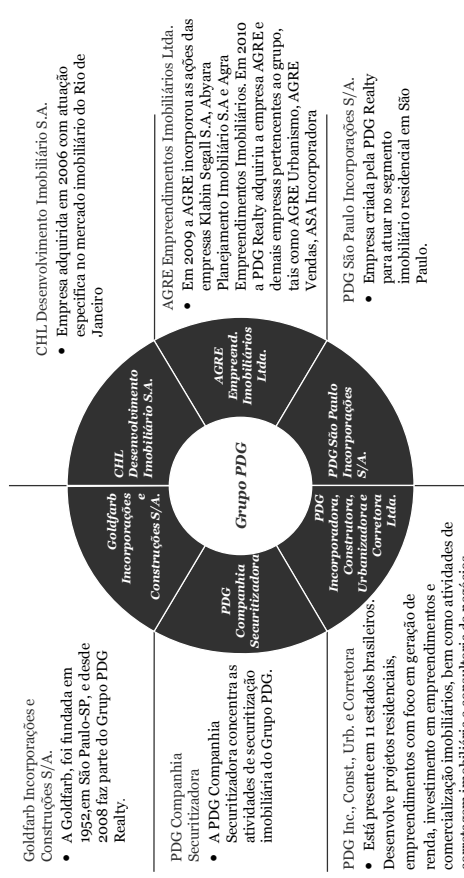 Goldfarb Incorporações e
Construções S/A.
• A Goldfarb, foi fundada em
1952,em São Paulo-SP, e desde
2008 faz parte do Grupo PDG
Realty.
PDG Companhia
Securitizadora
• A PDG Companhia
Securitizadora concentra as
atividades de securitização
imobiliária do Grupo PDG.
PDG Inc., Const., Urb. e Corretora
• Está presente em 11 estados brasileiros.
Desenvolve projetos residenciais,
empreendimentos com foco em geração de
renda, investimento em empreendimentos e
comercialização imobiliários, bem como atividades de
Goldfarb
Incorporações
e
Construções S/A.
PDG
Companhia
Securitizadora
PDG
Incorporadora,
Construtora,
Urbanizadora e
Corretora
Ltda.
Grupo PDG
CHL
Desenvolvimento
Imobiliário S.A.
AGRE
Empreend.
Imobiliários
Ltda.
PDG São Paulo
Incorporações
S/A.
CHL Desenvolvimento Imobiliário S.A.
• Empresa adquirida em 2006 com atuação
específica no mercado imobiliário do Rio de
Janeiro
AGRE Empreendimentos Imobiliários Ltda.
• Em 2009 a AGRE incorporou as ações das
empresas Klabin Segall S.A, Abyara
Planejamento Imobiliário S.A e Agra
Empreendimentos Imobiliários. Em 2010
a PDG Realty adquiriu a empresa AGRE e
demais empresas pertencentes ao grupo,
tais como AGRE Urbanismo, AGRE
Vendas, ASA Incorporadora
PDG São Paulo Incorporações S/A.
• Empresa criada pela PDG Realty
para atuar no segmento
imobiliário residencial em São
Paulo.